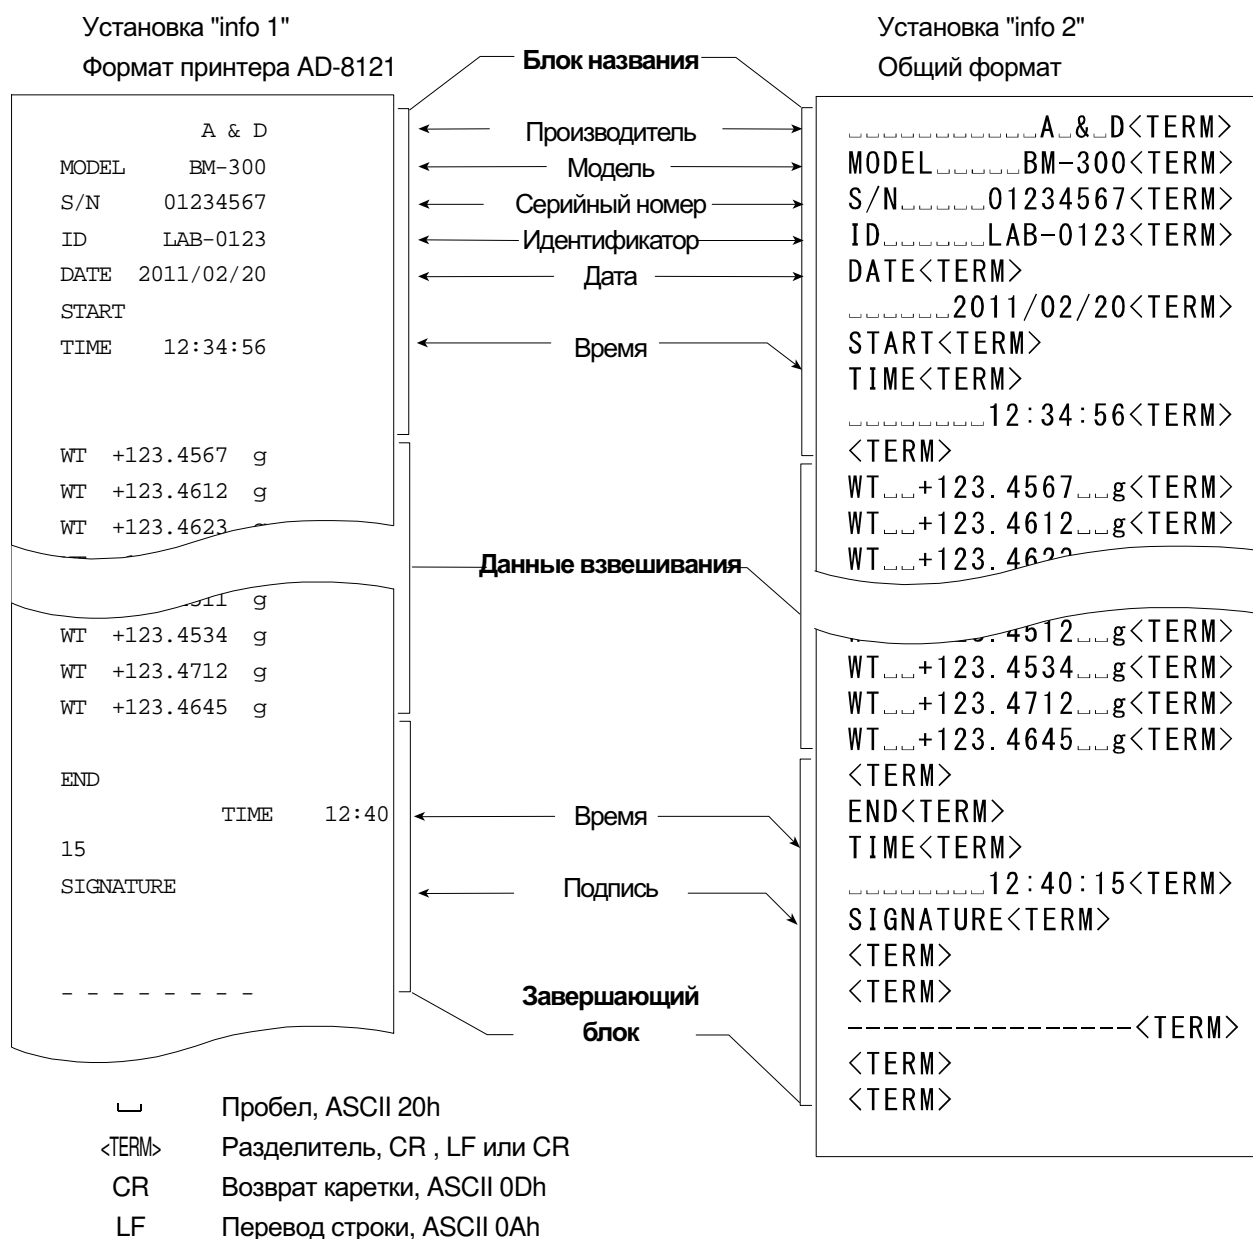 Установка "info 1"
Формат принтера AD-8121
A & D
MODEL BM-300
S/N 01234567
ID LAB-0123
DATE 2011/02/20
START
TIME 12:34:56
WT +123.4567 g
WT +123.4612 g
WT +123.4623
g
WT +123.4534 g
WT +123.4712 g
WT +123.4645 g
END
TIME 12:40
15
SIGNATURE
- - - - - - - -
Блок названия
Производитель
Модель
Серийный номер
Идентификатор
Дата
Время
Данные взвешивания
Время
Подпись
Завершающий
блок
Установка "info 2"
Общий формат
␣␣␣␣␣␣␣␣␣␣␣A␣&␣D<TERM>
MODEL␣␣␣␣␣BM-300<TERM>
S/N␣␣␣␣␣01234567<TERM>
ID␣␣␣␣␣␣LAB-0123<TERM>
DATE<TERM>
␣␣␣␣␣␣2011/02/20<TERM>
START<TERM>
TIME<TERM>
␣␣␣␣␣␣␣␣12:34:56<TERM>
<TERM>
WT␣␣+123.4567␣␣g<TERM>
WT␣␣+123.4612␣␣g<TERM>
WT␣␣+123.4623
4512␣␣g<TERM>
WT␣␣+123.4534␣␣g<TERM>
WT␣␣+123.4712␣␣g<TERM>
WT␣␣+123.4645␣␣g<TERM>
<TERM>
END<TERM>
TIME<TERM>
␣␣␣␣␣␣␣␣12:40:15<TERM>
SIGNATURE<TERM>
<TERM>
<TERM>
----------------<TERM>
<TERM>
<TERM>
␣ Пробел, ASCII 20h
<TERM> Разделитель, CR , LF или CR
CR Возврат каретки, ASCII 0Dh
LF Перевод строки, ASCII 0Ah